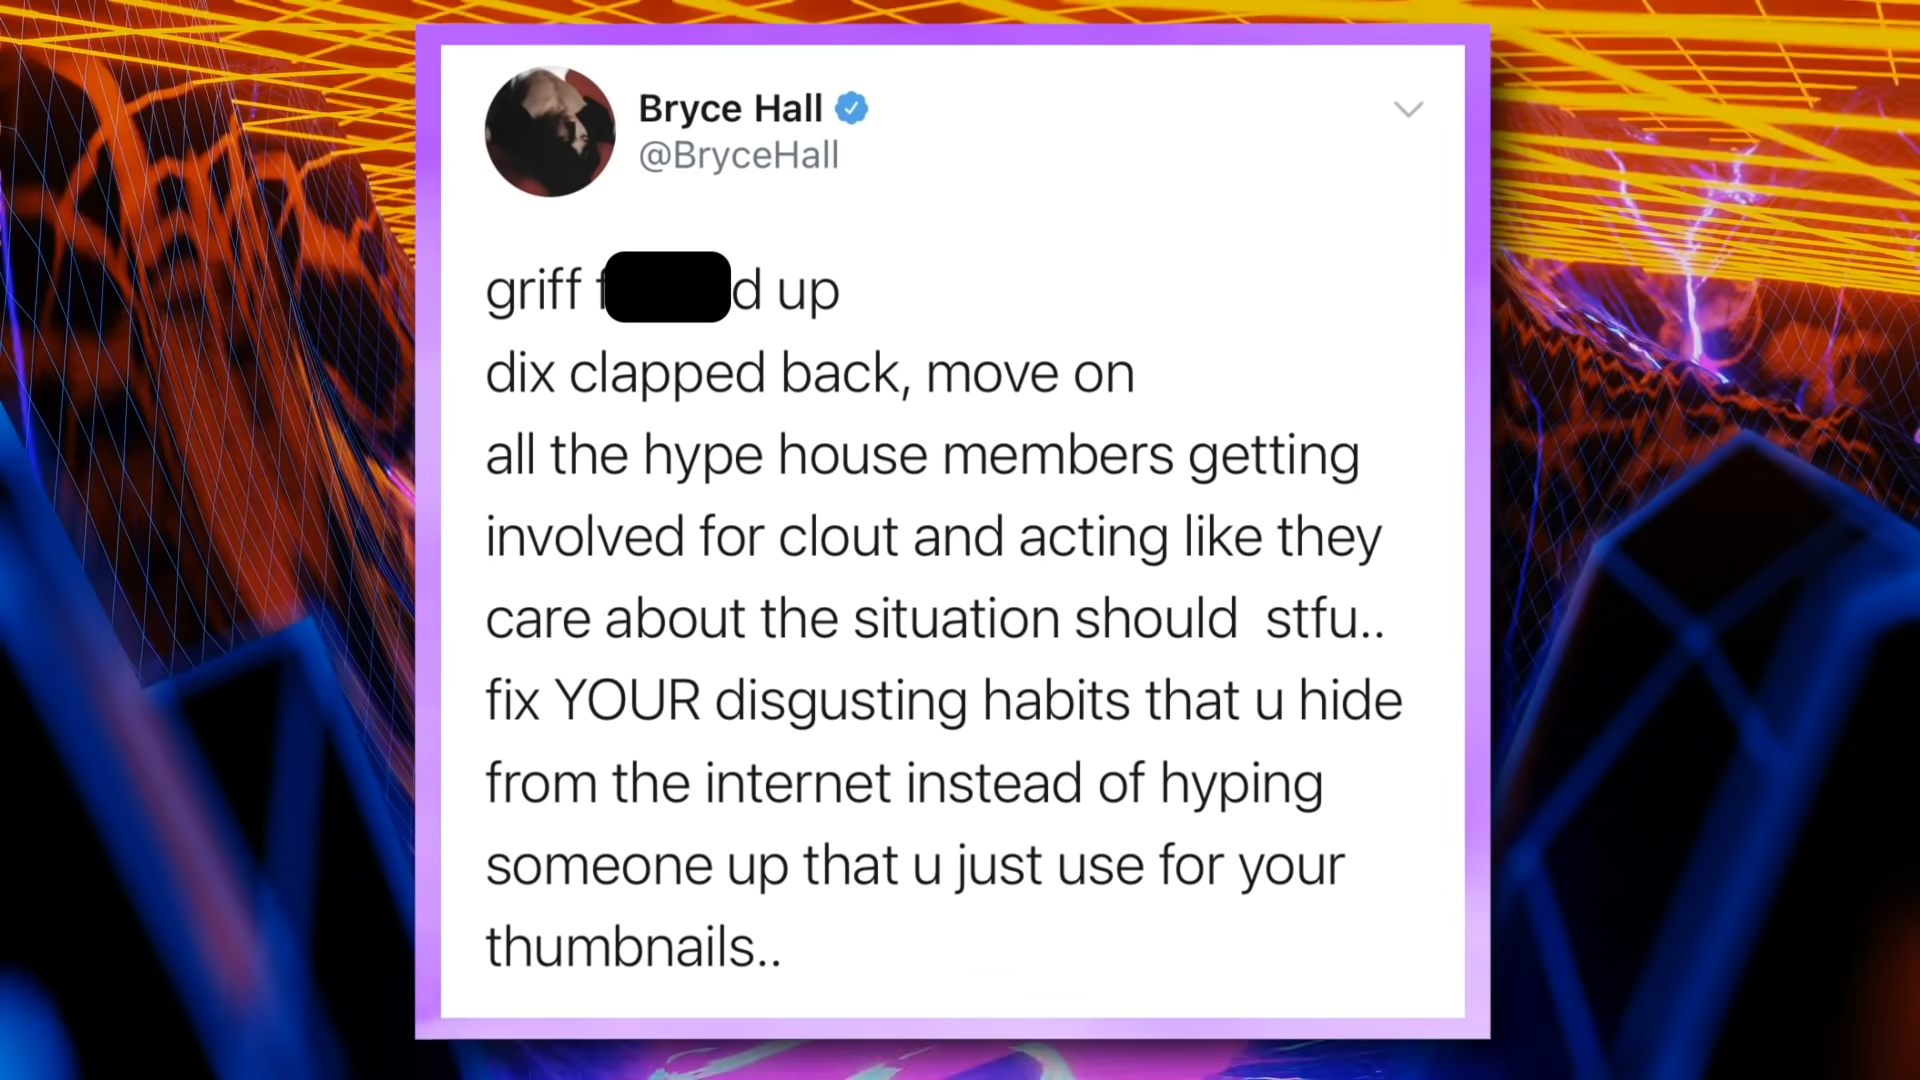 Bryce Hall
@BryceHall
griff d up
dix clapped back, move on
all the hype house members getting
involved for clout and acting like they
care about the situation should  stfu..
fix YOUR disgusting habits that u hide
from the internet instead of hyping
someone up that u just use for your
thumbnails..